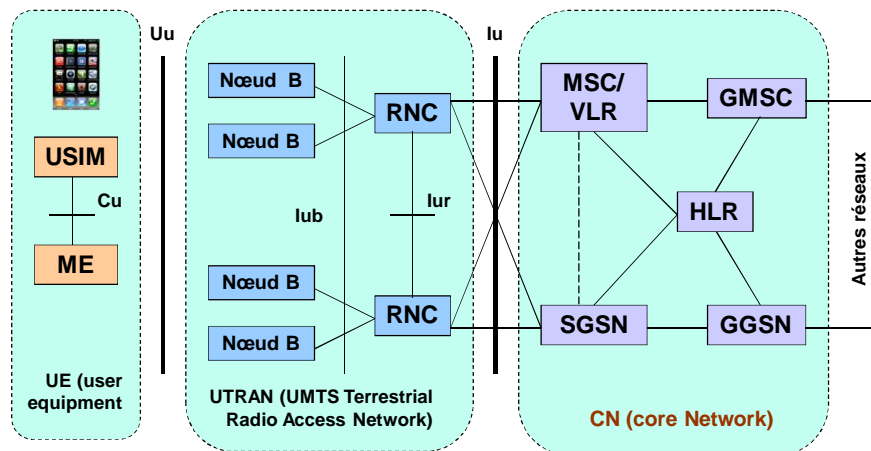 Uu
Iu
Nœud B
Nœud B
RNC
MSC/
VLR
GMSC
USIM
Cu
ME
Iub
Iur
HLR
Autres réseaux
Nœud B
Nœud B
RNC
SGSN
GGSN
UE (user
equipment
UTRAN (UMTS Terrestrial
Radio Access Network)
CN (core Network)